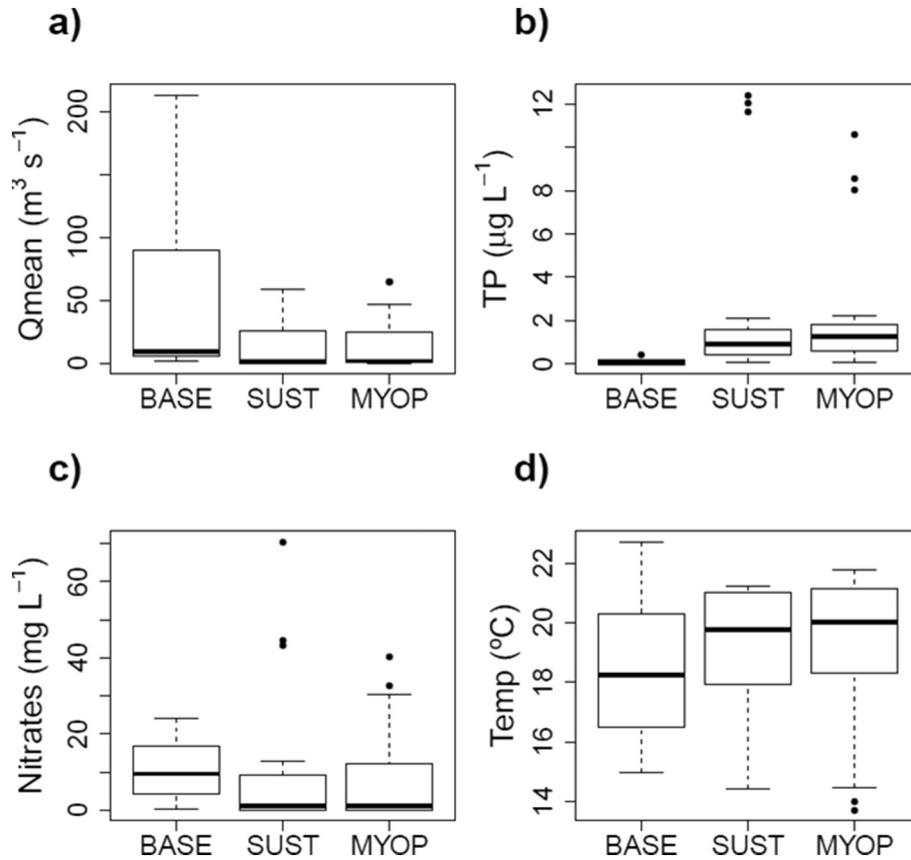 a)
Qmean (m³ s⁻¹)
200
100
50
0
BASE SUST MYOP
b)
TP (µg L⁻¹)
12
8
6
4
2
0
BASE SUST MYOP
c)
Nitrates (mg L⁻¹)
60
40
20
0
BASE SUST MYOP
d)
Temp (ºC)
22
20
18
16
14
BASE SUST MYOP